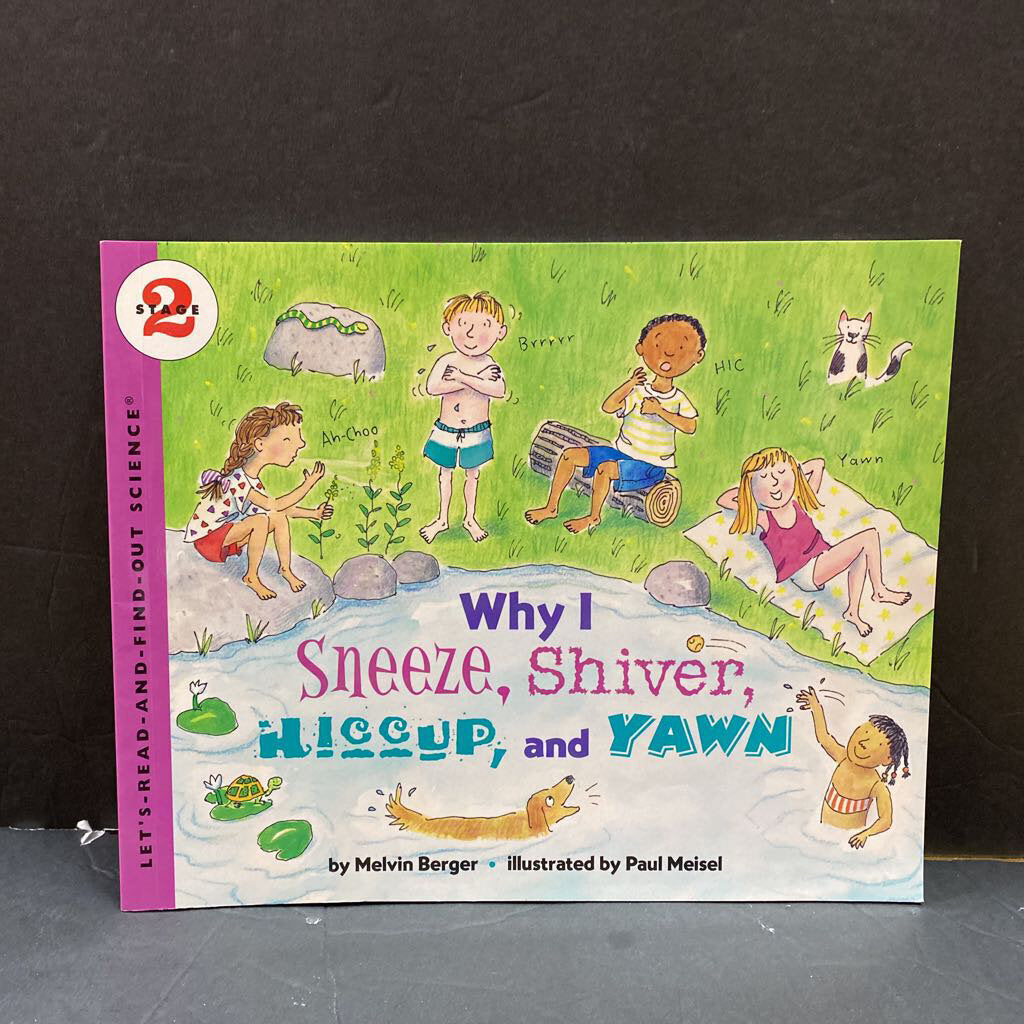 STAGE 2
LET'S-READ-AND-FIND-OUT SCIENCE®
Brrrrr
HIC
Ah-Choo
Yawn
Why I
Sneeze, Shiver,
Hiccup, and YAWN
by Melvin Berger • illustrated by Paul Meisel